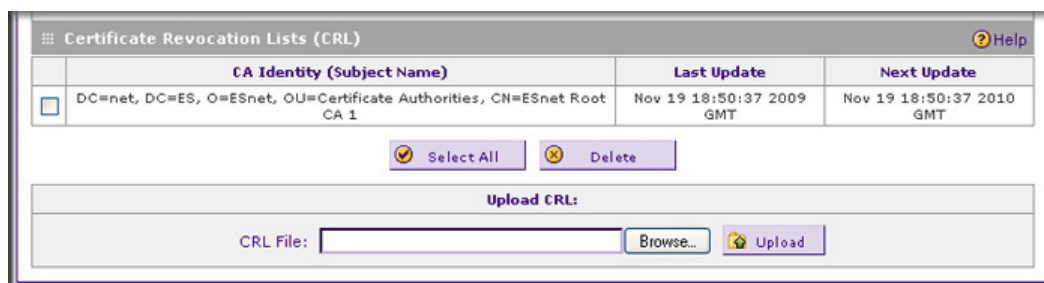 Certificate Revocation Lists (CRL)
Help
CA Identity (Subject Name) Last Update Next Update
DC=net, DC=ES, O=ESnet, OU=Certificate Authorities, CN=ESnet Root Nov 19 18:50:37 2009 Nov 19 18:50:37 2010
CA 1 GMT GMT
Select All Delete
Upload CRL:
CRL File: Browse... Upload